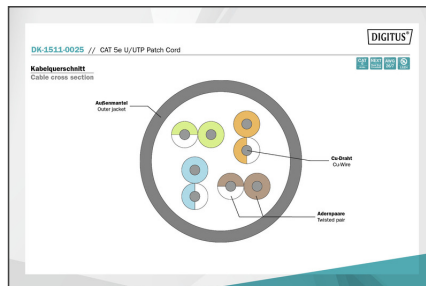 DIGITUS®
DK-1511-0025 // CAT 5e U/UTP Patch Cord
Kabelquerschnitt
Cable cross section
Außenmantel
Outer jacket
Cu-Draht
Cu-Wire
Adernpaare
Twisted pair